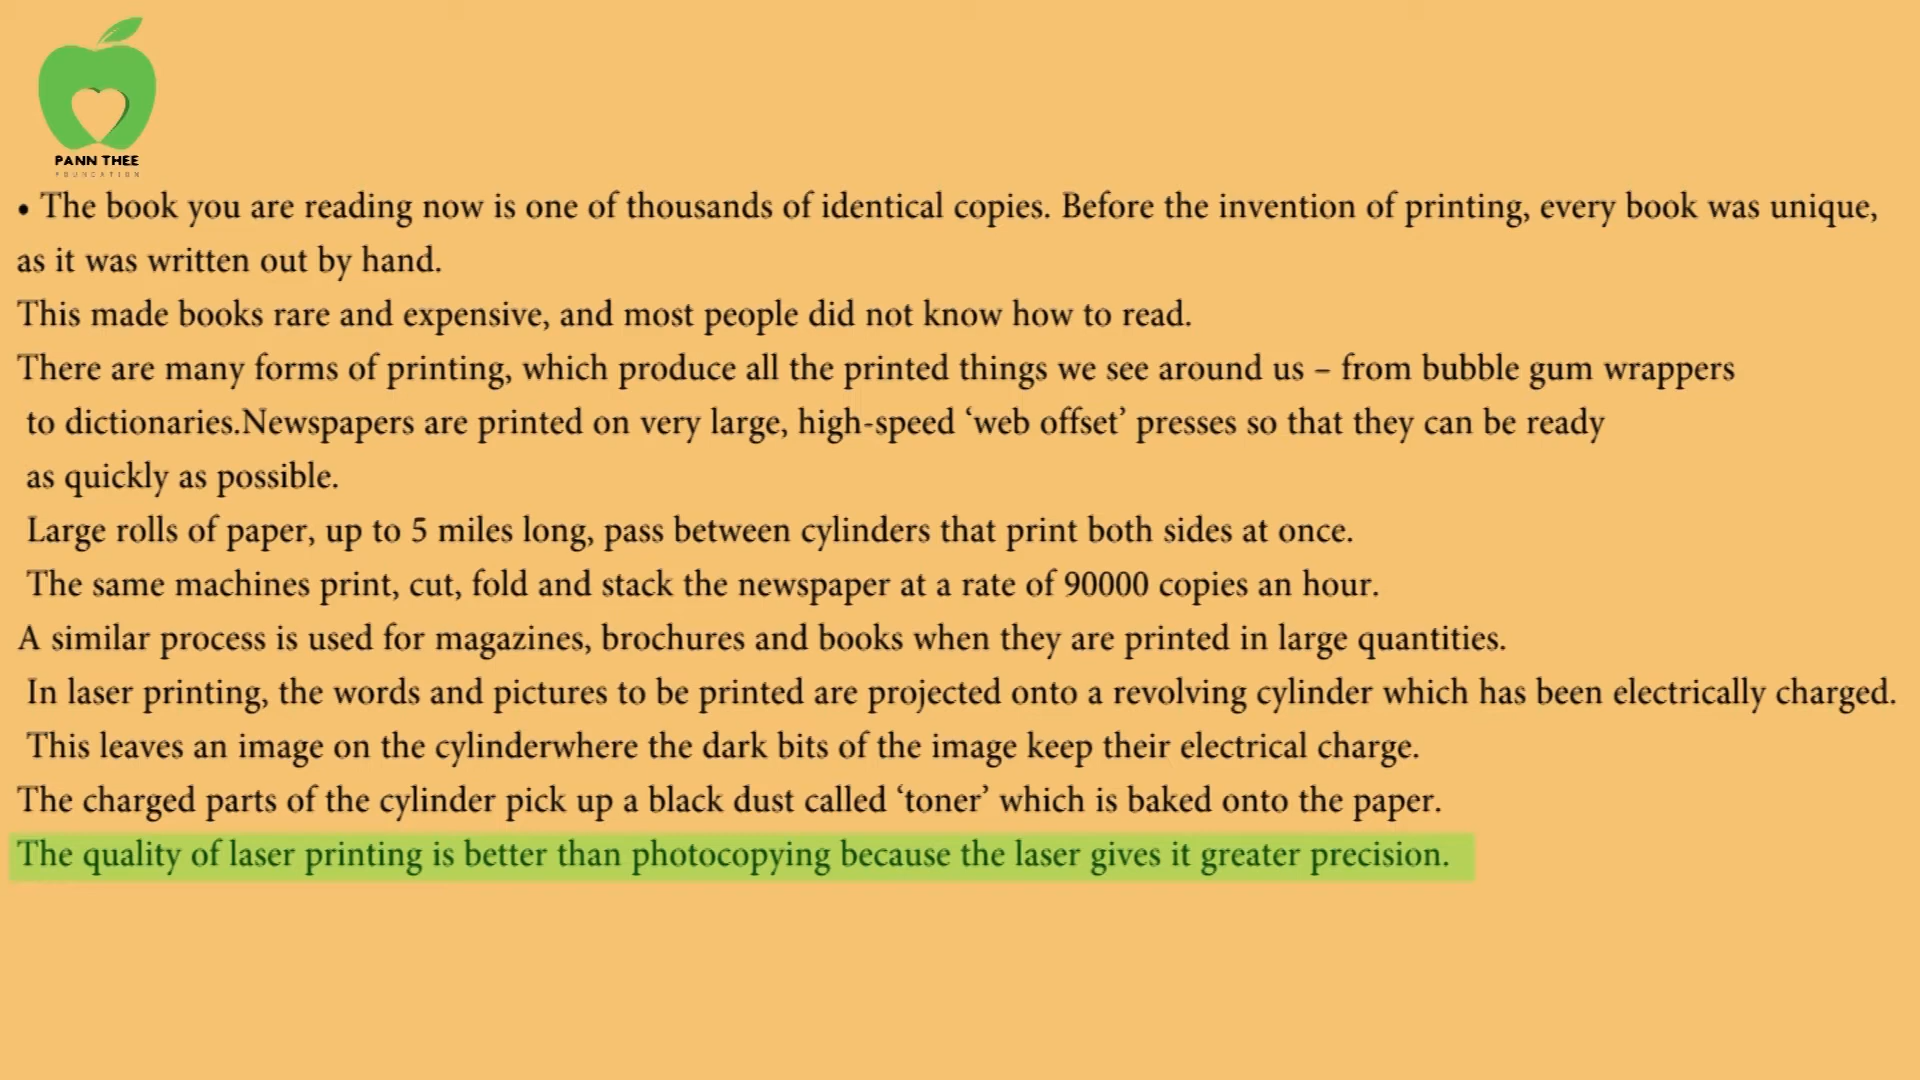 PANN THEE
FOUNDATION
• The book you are reading now is one of thousands of identical copies. Before the invention of printing, every book was unique,
as it was written out by hand.
This made books rare and expensive, and most people did not know how to read.
There are many forms of printing, which produce all the printed things we see around us – from bubble gum wrappers
to dictionaries.Newspapers are printed on very large, high-speed ‘web offset’ presses so that they can be ready
as quickly as possible.
Large rolls of paper, up to 5 miles long, pass between cylinders that print both sides at once.
The same machines print, cut, fold and stack the newspaper at a rate of 90000 copies an hour.
A similar process is used for magazines, brochures and books when they are printed in large quantities.
In laser printing, the words and pictures to be printed are projected onto a revolving cylinder which has been electrically charged.
This leaves an image on the cylinderwhere the dark bits of the image keep their electrical charge.
The charged parts of the cylinder pick up a black dust called ‘toner’ which is baked onto the paper.
The quality of laser printing is better than photocopying because the laser gives it greater precision.